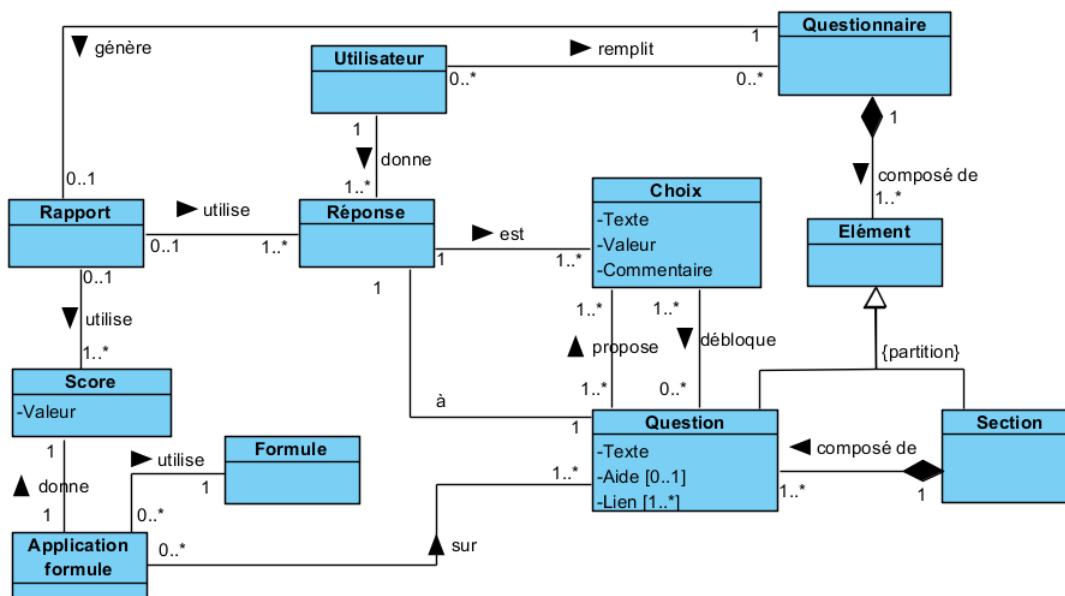 Questionnaire
génère
1
remplit
Utilisateur
0..*
0..*
1
1
donne
composé de
0..1
1..*
1..*
Choix
Rapport
utilise
Réponse
-Texte
est
-Valeur
Elément
0..1
1..*
1
1..*
-Commentaire
0..1
1
1..*
1..*
utilise
propose
débloque
{partition}
1..*
Score
1..*
0..*
-Valeur
à
1
Question
Section
1
utilise
Formule
composé de
-Texte
donne
1
1..*
-Aide [0..1]
1..*
1
1
0..*
-Lien [1..*]
Application
formule
0..*
sur